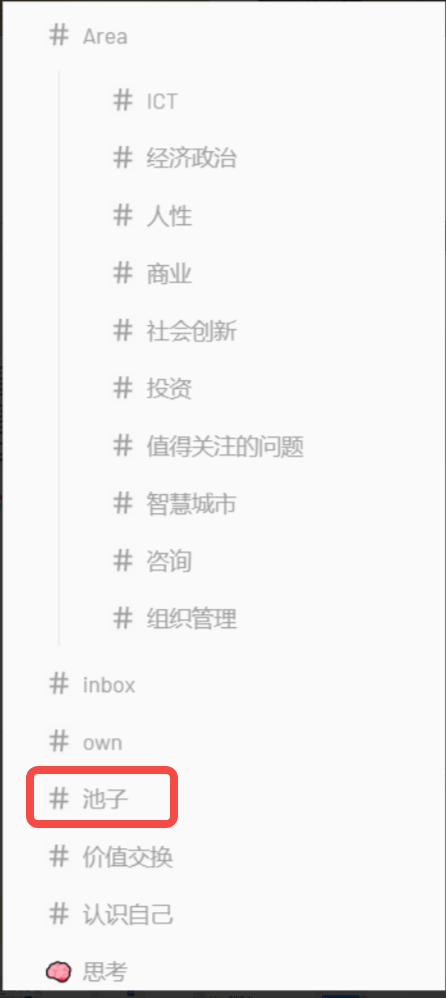 # Area
# ICT
# 经济政治
# 人性
# 商业
# 社会创新
# 投资
# 值得关注的问题
# 智慧城市
# 咨询
# 组织管理
# inbox
# own
# 池子
# 价值交换
# 认识自己
🧠 思考